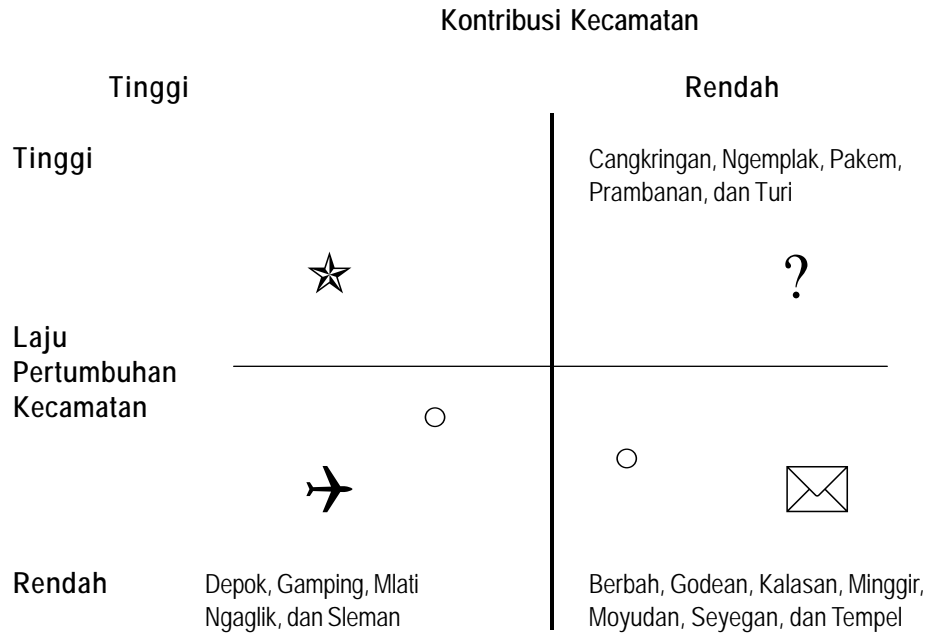 Kontribusi Kecamatan
Tinggi
Rendah
Tinggi
Cangkringan, Ngemplak, Pakem,
Prambanan, dan Turi
?
Laju
Pertumbuhan
Kecamatan
Rendah
Depok, Gamping, Mlati
Ngaglik, dan Sleman
Berbah, Godean, Kalasan, Minggir,
Moyudan, Seyegan, dan Tempel